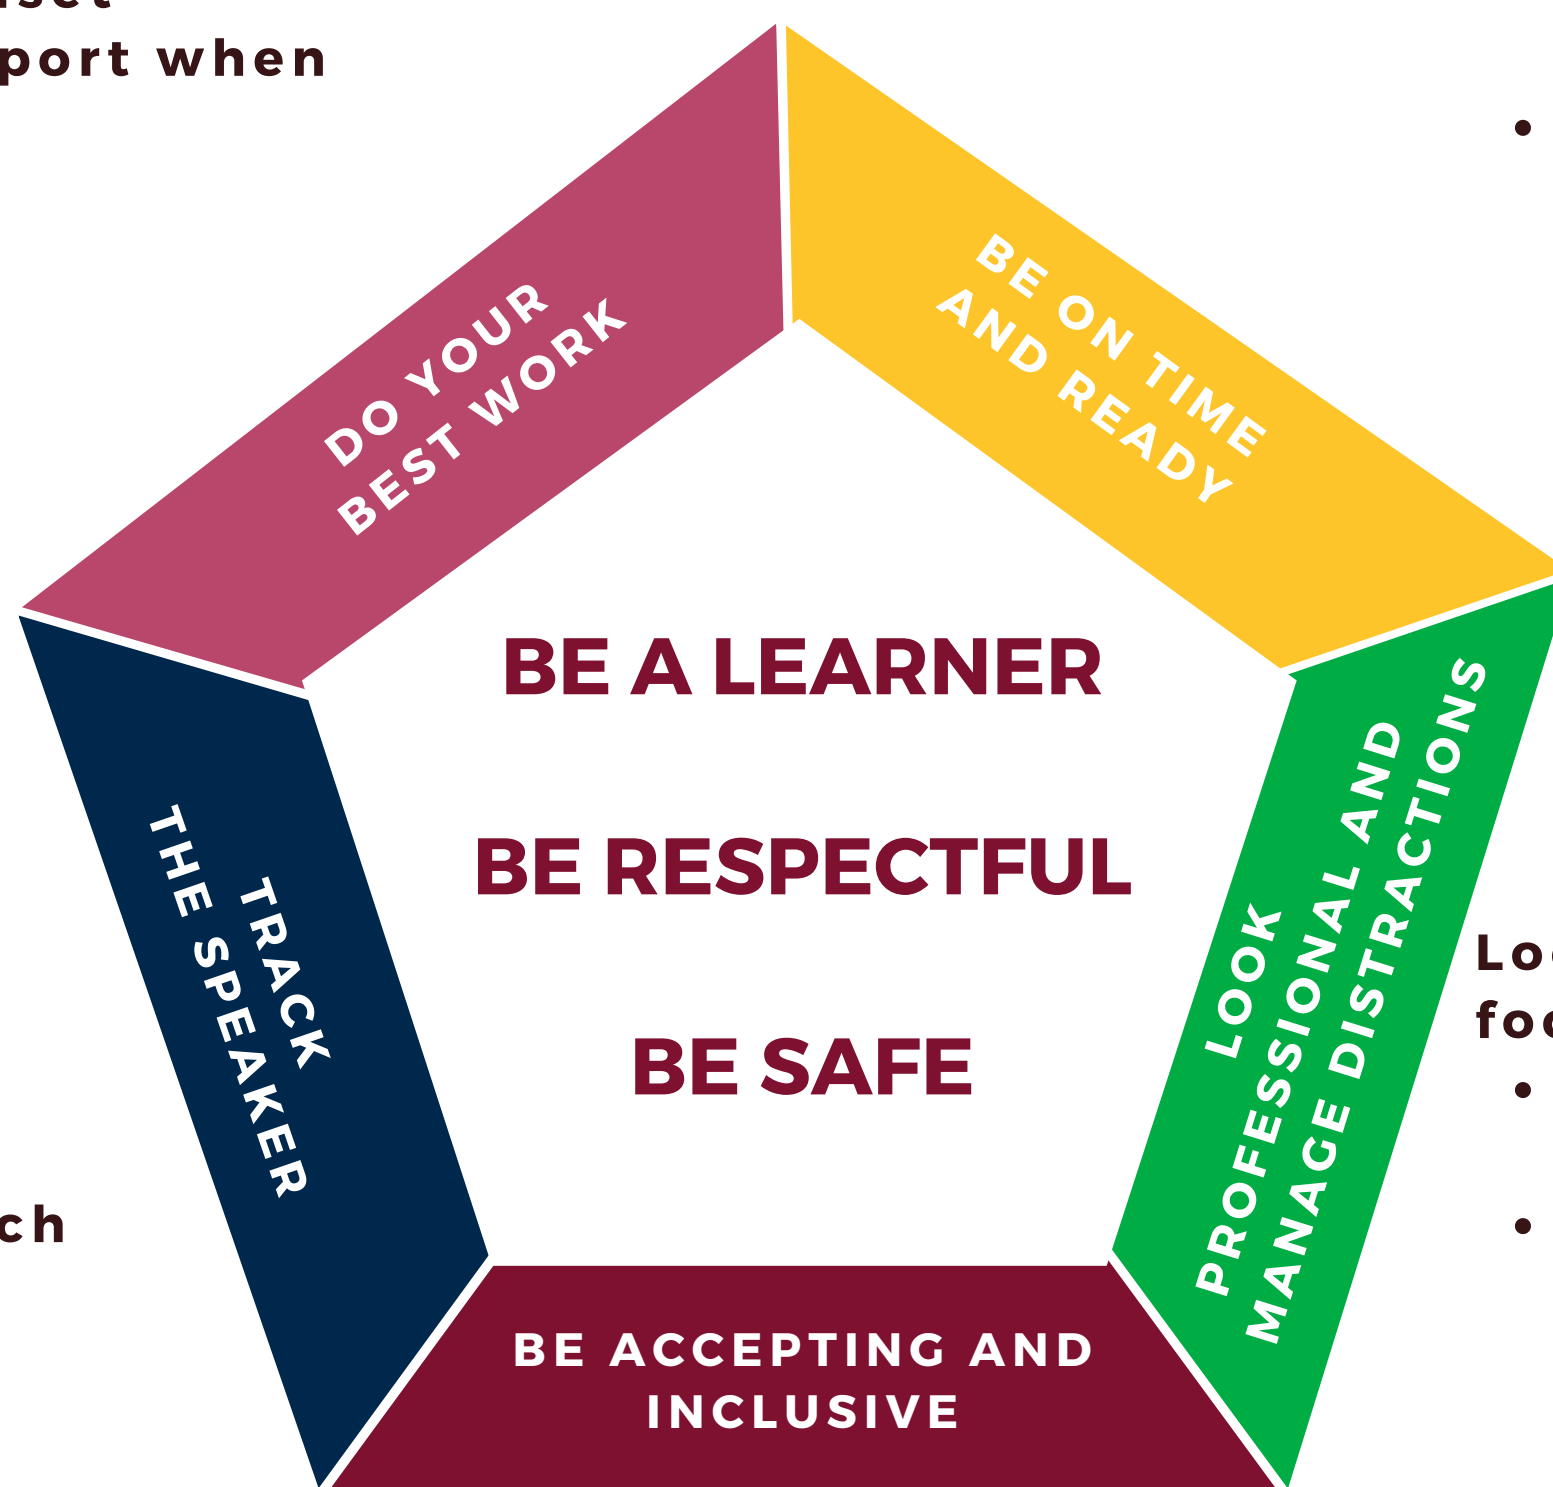 port when
DO YOUR
BEST WORK
BE ON TIME
AND READY
BE A LEARNER
BE RESPECTFUL
BE SAFE
TRACK
THE SPEAKER
LOOK
PROFESSIONAL AND
MANAGE DISTRACTIONS
ch
BE ACCEPTING AND
INCLUSIVE